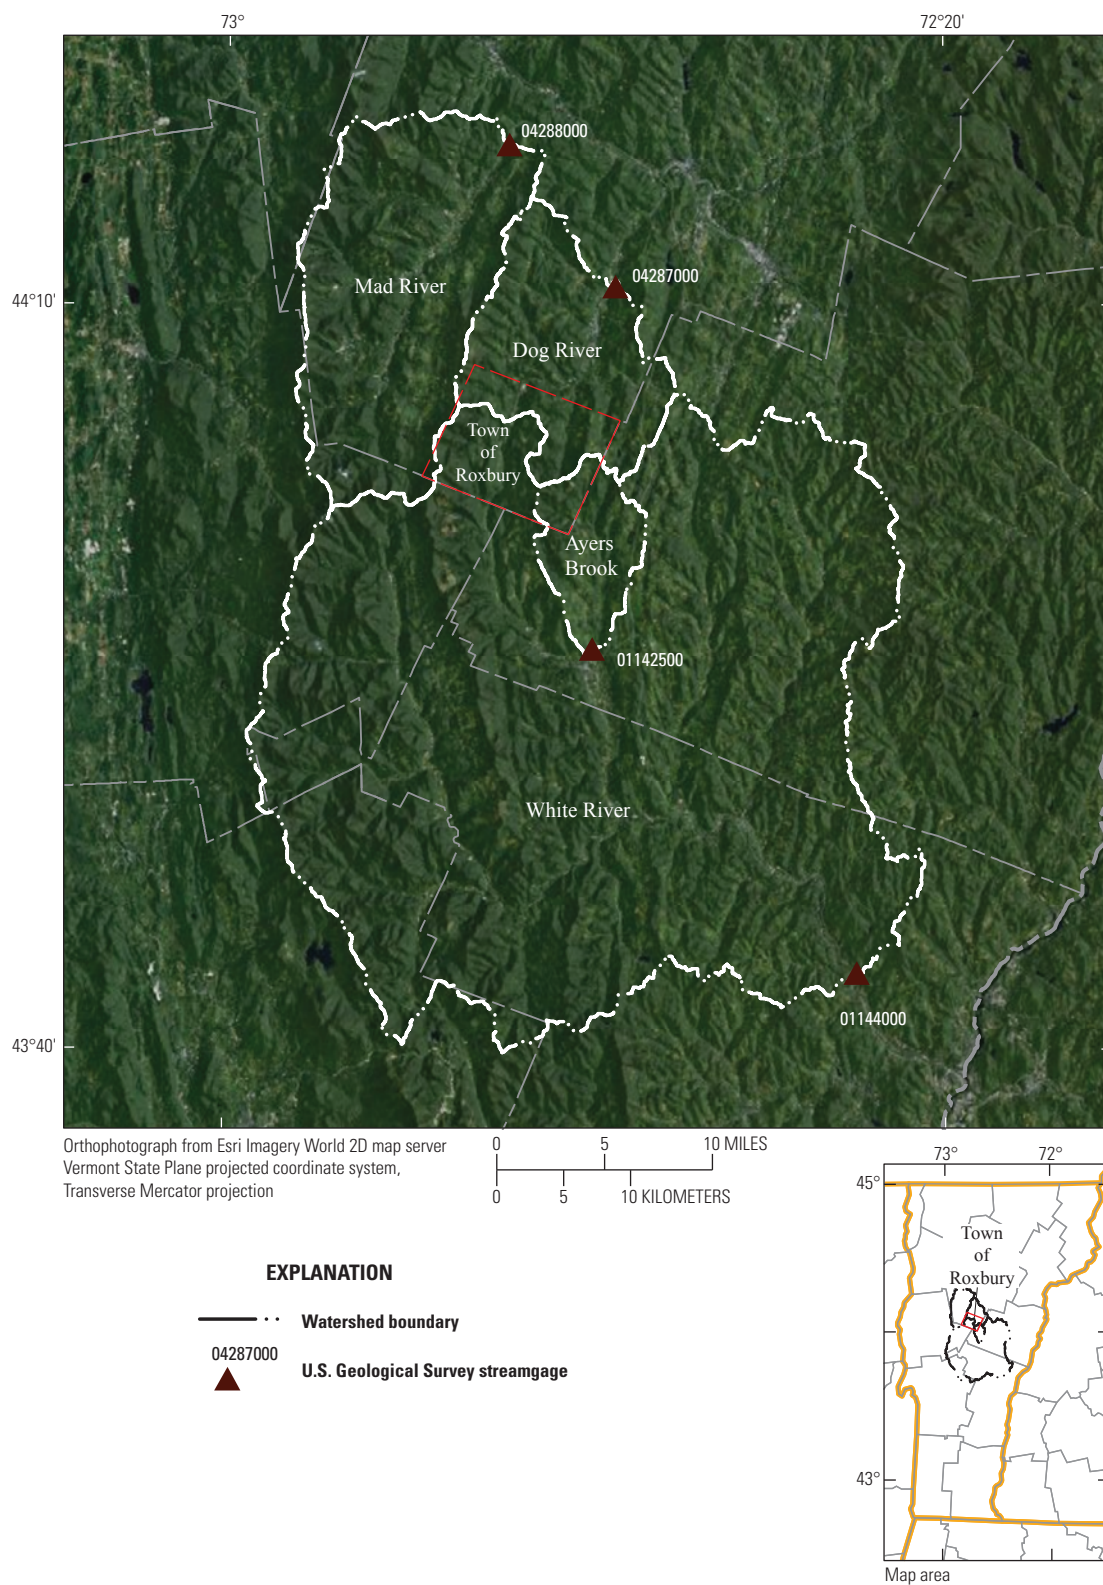 73°
72°20'
04288000
Mad River
04287000
44°10'
Dog River
Town
of
Roxbury
Ayers
Brook
01142500
White River
01144000
43°40'
Orthophotograph from Esri Imagery World 2D map server
Vermont State Plane projected coordinate system,
Transverse Mercator projection
0 5 10 MILES
0 5 10 KILOMETERS
73° 72°
45°
Town
of
Roxbury
43°
Map area
EXPLANATION
Watershed boundary
04287000
U.S. Geological Survey streamgage